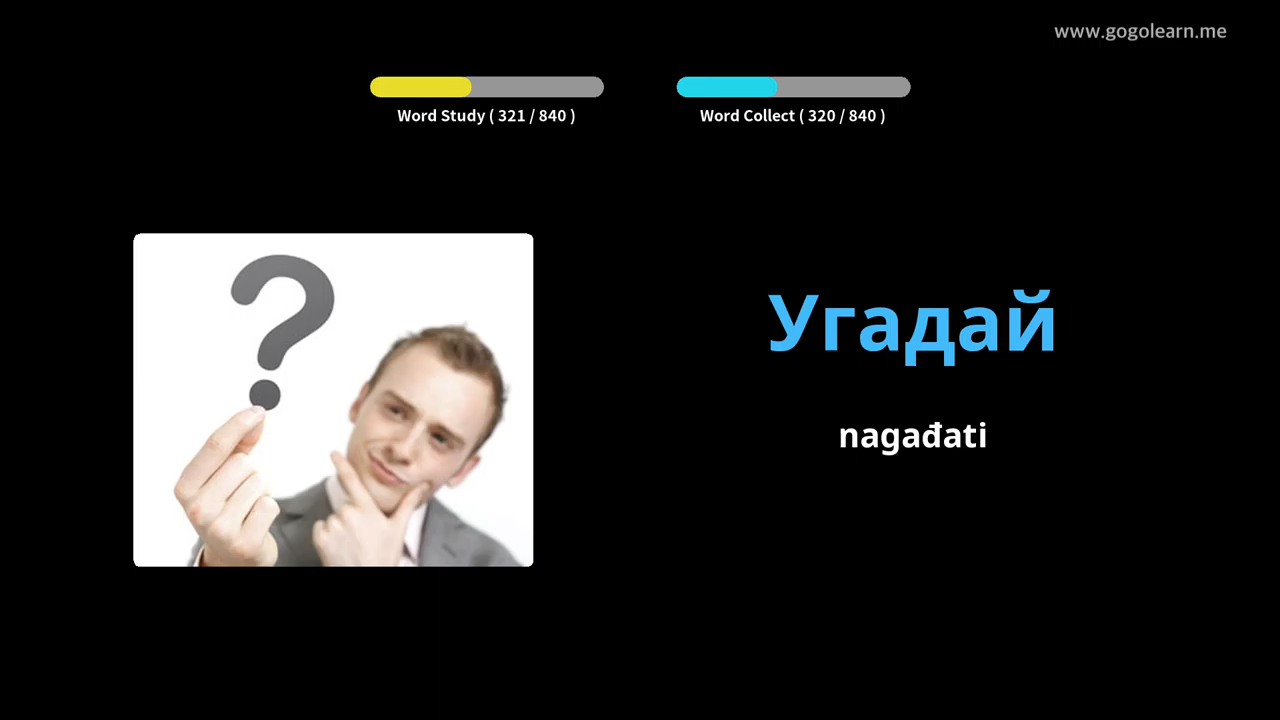 www.gogolearn.me
Word Study ( 321 / 840 )
Word Collect ( 320 / 840 )
?
Угадай
nagađati